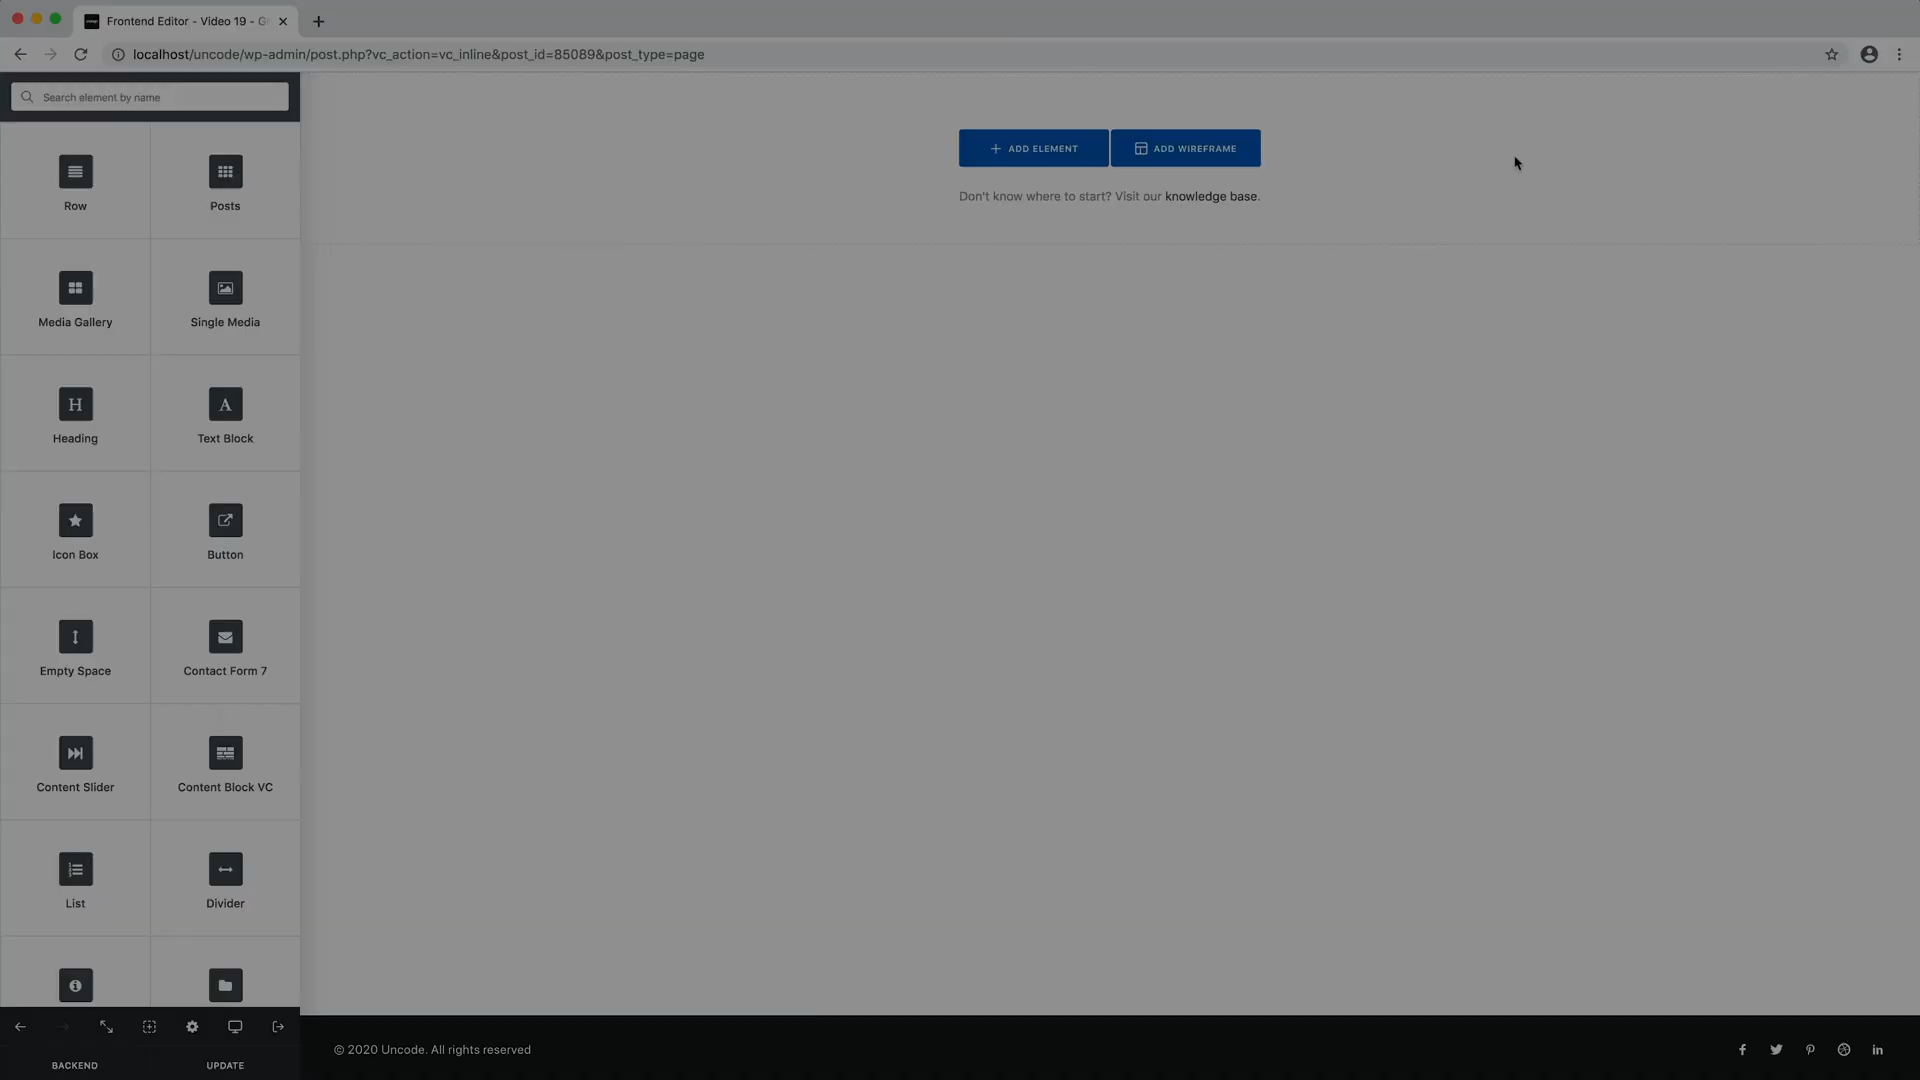 Frontend Editor - Video 19 - G
localhost/uncode/wp-admin/post.php?vc_action=vc_inline&post_id=85089&post_type=page
Search element by name
Row
Posts
Media Gallery
Single Media
H
A
Heading
Text Block
Icon Box
Button
Empty Space
Contact Form 7
Content Slider
Content Block VC
List
Divider
BACKEND
UPDATE
ADD ELEMENT
ADD WIREFRAME
Don't know where to start? Visit our knowledge base.
© 2020 Uncode. All rights reserved